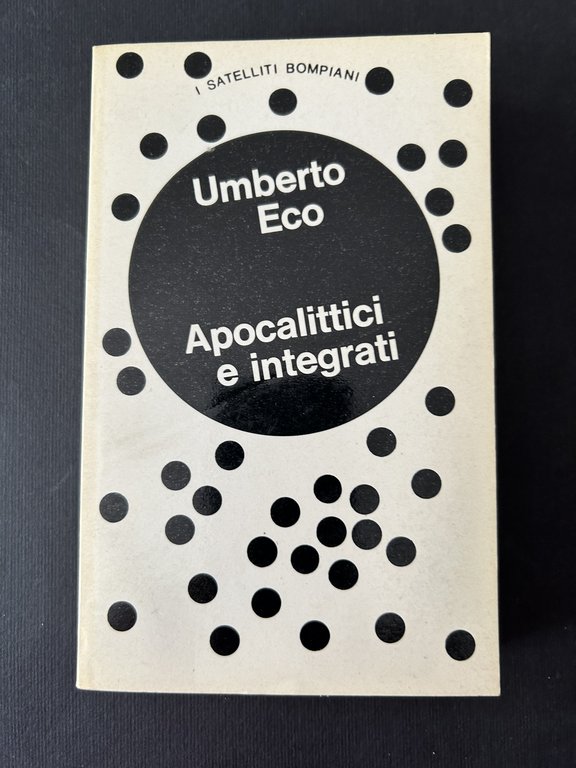 I SATELLITI BOMPIANI
Umberto
Eco
Apocalittici
e integrati